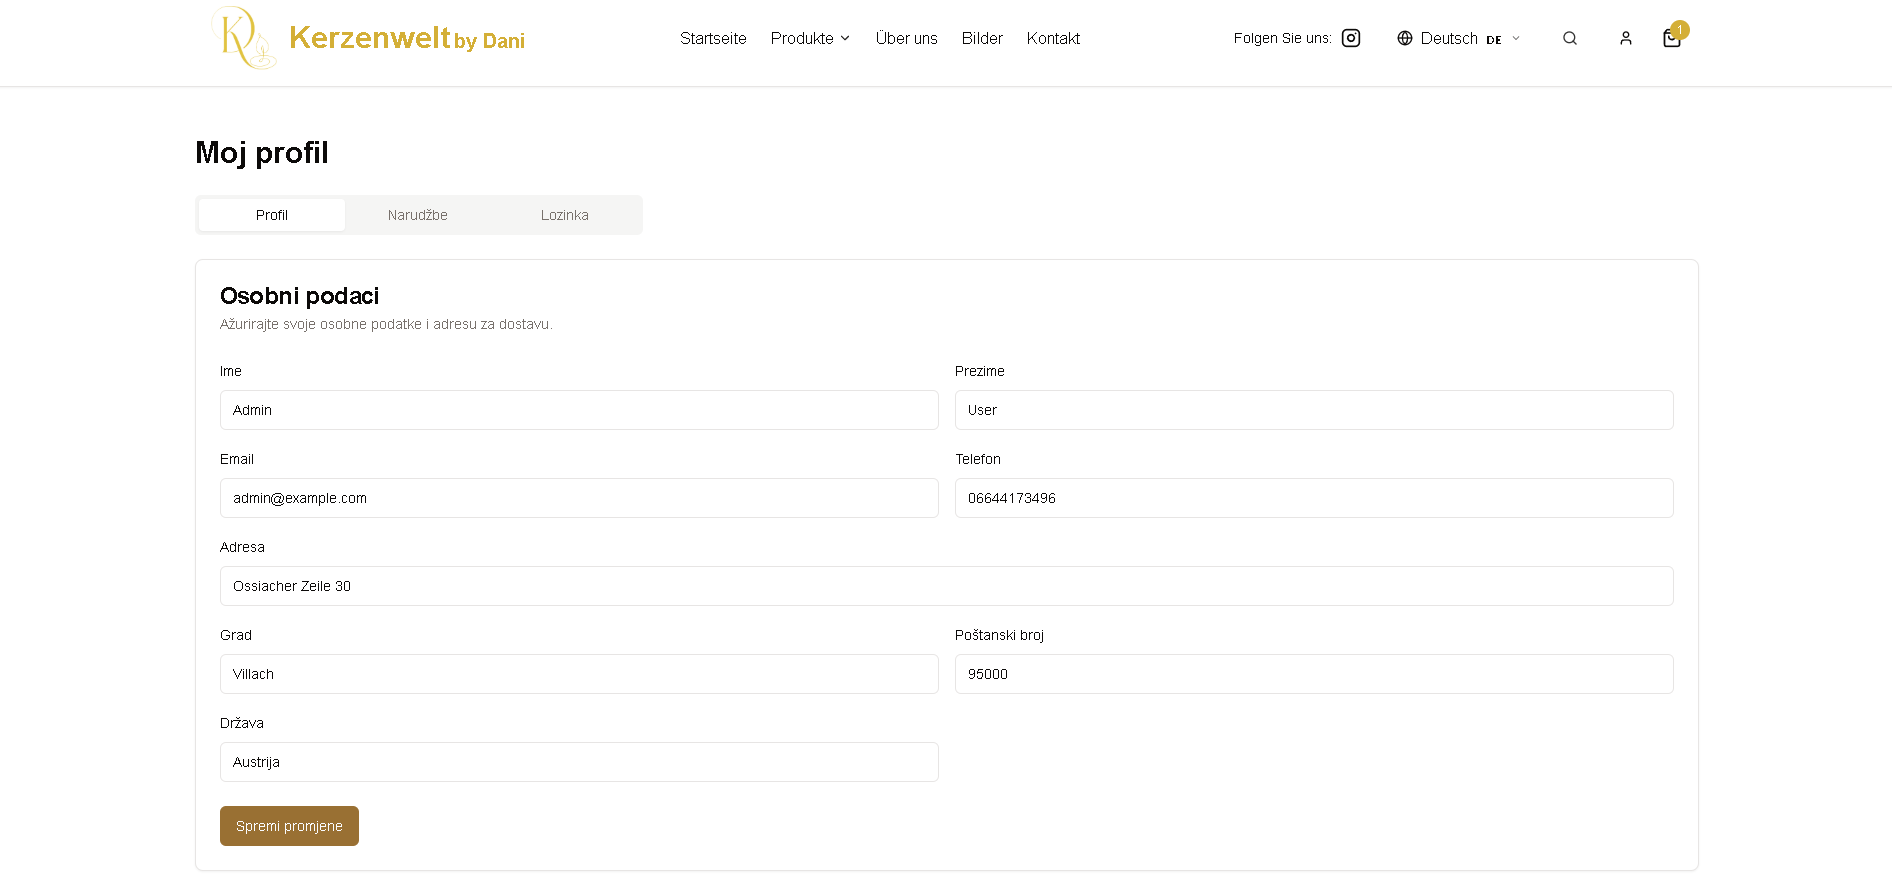 Kerzenwelt by Dani
Startseite Produkte Über uns Bilder Kontakt
Folgen Sie uns: Deutsch DE 1
Moj profil
Profil Narudžbe Lozinka
Osobni podaci
Ažurirajte svoje osobne podatke i adresu za dostavu.
Ime Prezime
Admin User
Email Telefon
admin@example.com 06644173496
Adresa
Ossiacher Zeile 30
Grad Poštanski broj
Villach 95000
Država
Austrija
Spremi promjene